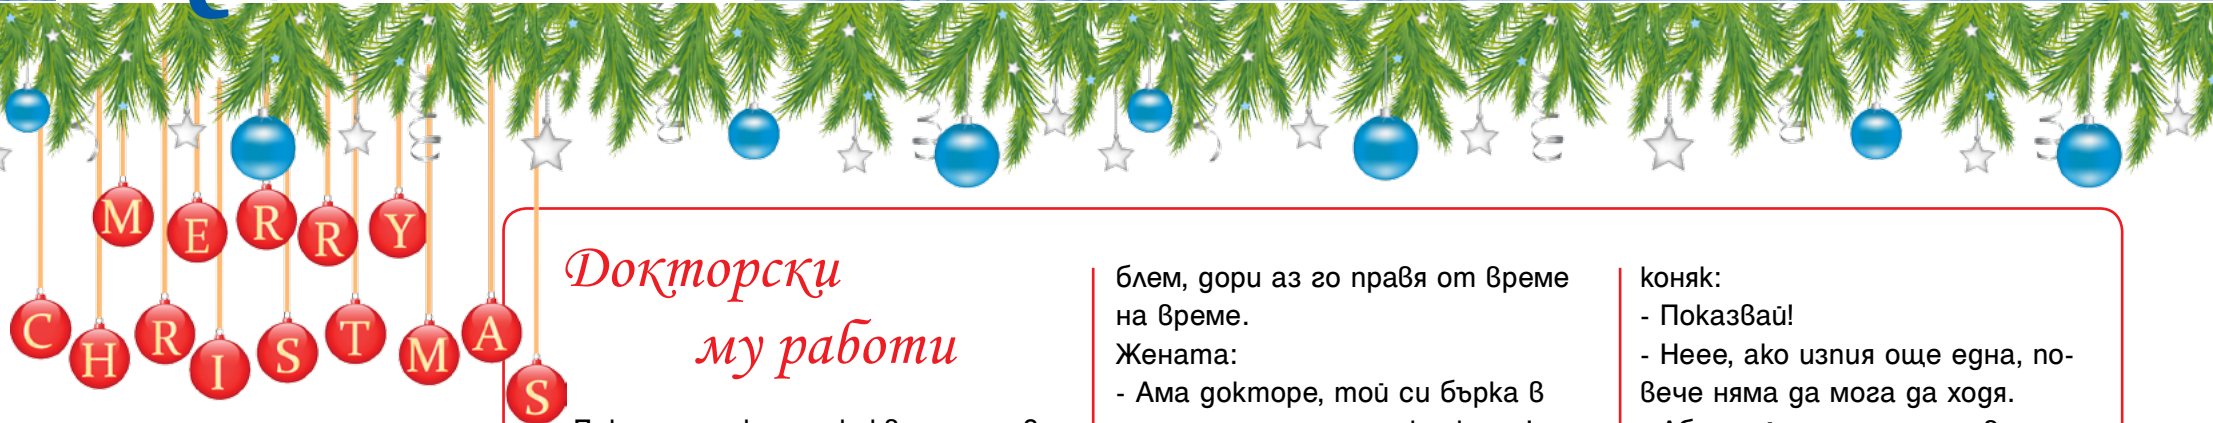 MERRY
CHRISTMAS
Докторски
му работи
блем, дори аз го правя от време
на време.
Жената:
- Ама докторе, той си бърка в
коняк:
- Показвай!
- Неее, ако изпия още една, по-
вече няма да мога да ходя.